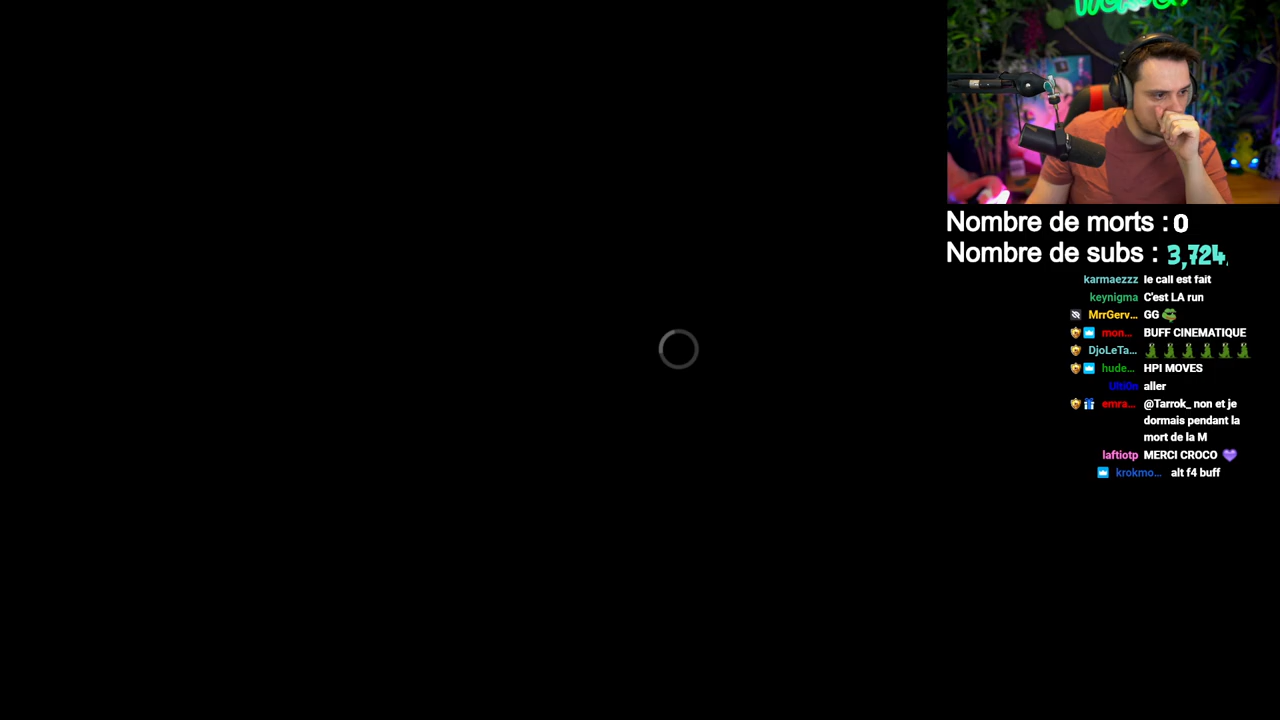 Nombre de morts : 0
Nombre de subs : 3,724
karmaezzz le call est fait
keynigma C'est LA run
MrrGerv... GG
mon... BUFF CINEMATIQUE
DjoLeTa...
hude... HPI MOVES
aller
emra... @Tarrok_ non et je
dormais pendant la
mort de la M
laftiotp MERCI CROCO
krokmo... alt f4 buff